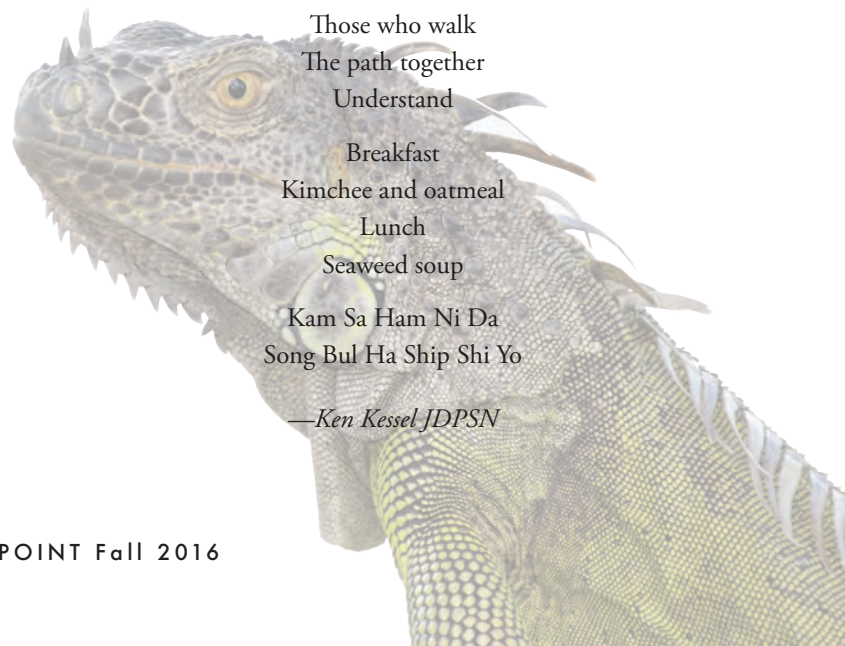 Those who walk
The path together
Understand
Breakfast
Kimchee and oatmeal
Lunch
Seaweed soup
Kam Sa Ham Ni Da
Song Bul Ha Ship Shi Yo
—Ken Kessel JDPSN
POINT Fall 2016